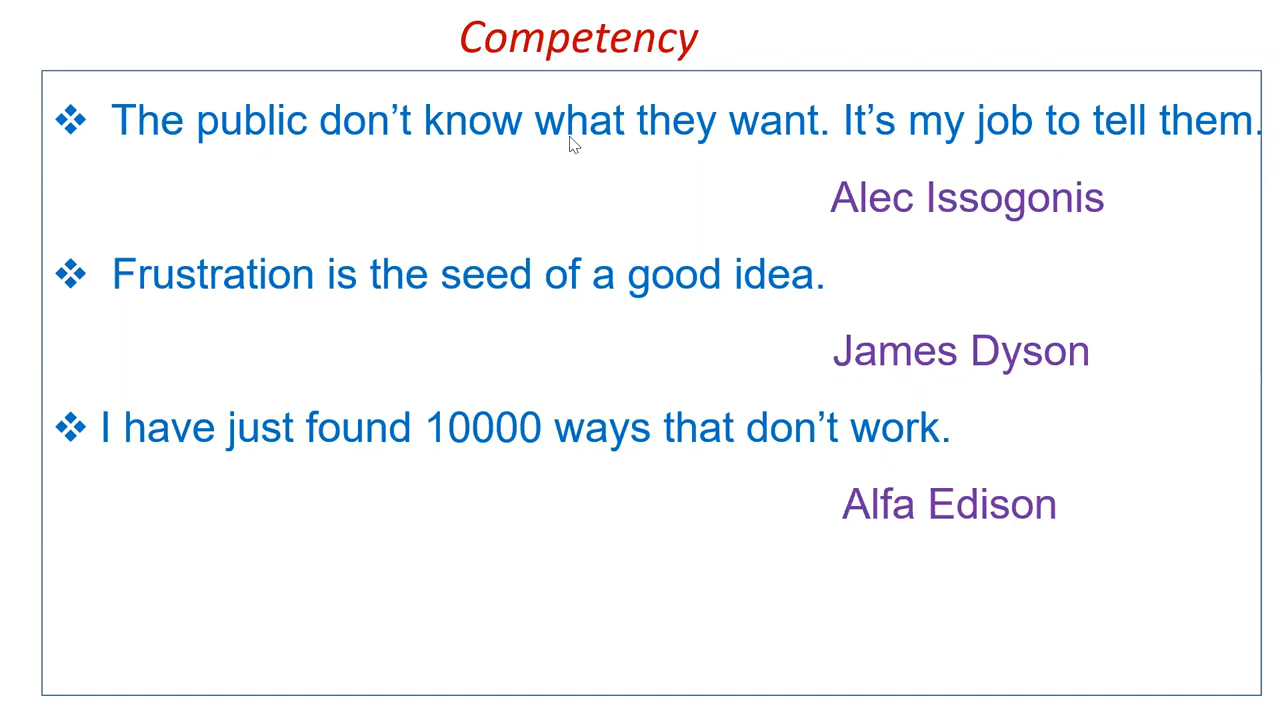 Competency
❖ The public don’t know what they want. It’s my job to tell them.
Alec Issogonis
❖ Frustration is the seed of a good idea.
James Dyson
❖ I have just found 10000 ways that don’t work.
Alfa Edison